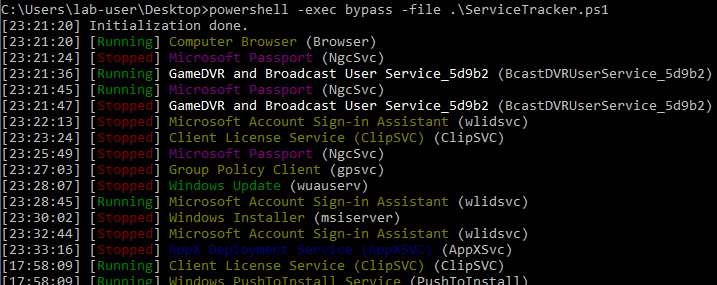 C:\Users\lab-user\Desktop>powershell -exec bypass -file .\ServiceTracker.ps1
[23:21:20] Initialization done.
[23:21:20] [Running] Computer Browser (Browser)
[23:21:24] [Stopped] Microsoft Passport (NgcSvc)
[23:21:36] [Running] GameDVR and Broadcast User Service_5d9b2 (BcastDVRUserService_5d9b2)
[23:21:45] [Running] Microsoft Passport (NgcSvc)
[23:21:47] [Stopped] GameDVR and Broadcast User Service_5d9b2 (BcastDVRUserService_5d9b2)
[23:22:13] [Stopped] Microsoft Account Sign-in Assistant (wlidsvc)
[23:23:24] [Stopped] Client License Service (ClipSVC) (ClipSVC)
[23:25:49] [Stopped] Microsoft Passport (NgcSvc)
[23:27:03] [Stopped] Group Policy Client (gpsvc)
[23:28:07] [Stopped] Windows Update (wuauserv)
[23:28:45] [Running] Microsoft Account Sign-in Assistant (wlidsvc)
[23:30:02] [Stopped] Windows Installer (msiserver)
[23:32:44] [Stopped] Microsoft Account Sign-in Assistant (wlidsvc)
[23:33:16] [Stopped] AppX Deployment Service (AppXSVC) (AppXSvc)
[17:58:09] [Running] Client License Service (ClipSVC) (ClipSVC)
[17:58:09] [Running] Windows PushToInstall Service (PushToInstall)